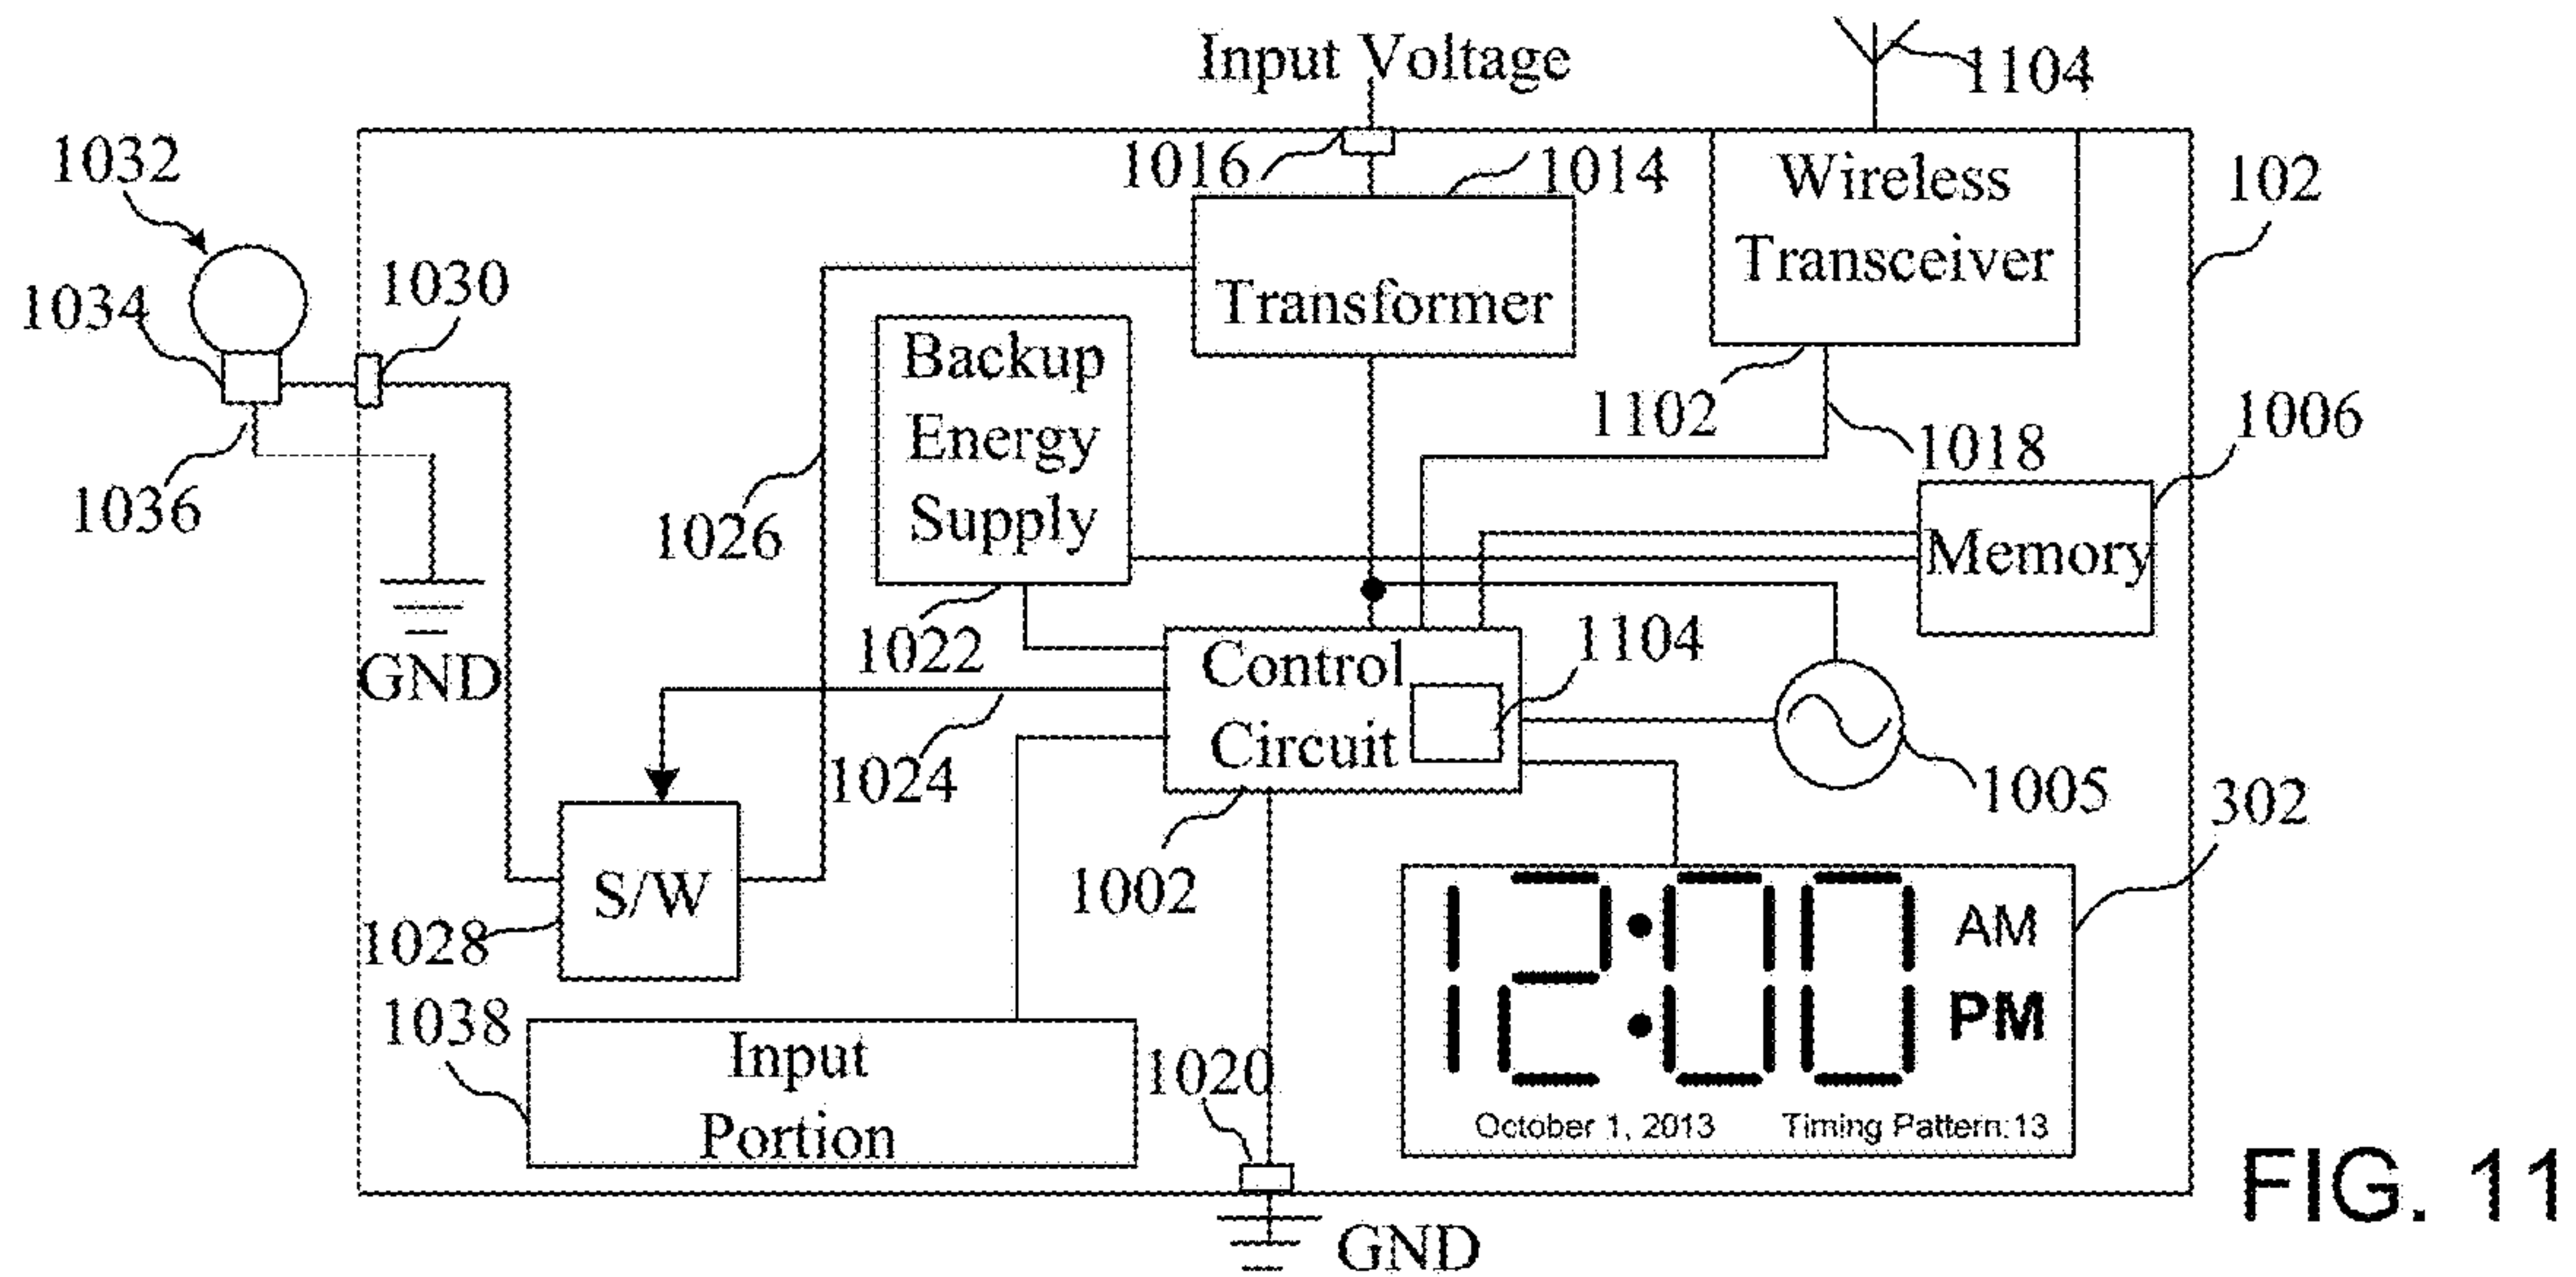 Input Voltage
1104
1032
1016
1014
Wireless
Transceiver
102
1034
1030
Transformer
Backup
Energy
Supply
1102
1018
1006
1036
1026
Memory
1022
GND
Control
Circuit
1104
1024
1005
302
1002
S/W
1028
12:00
AM
PM
1038
Input
Portion
1020
October 1, 2013
Timing Pattern:13
GND
FIG. 11